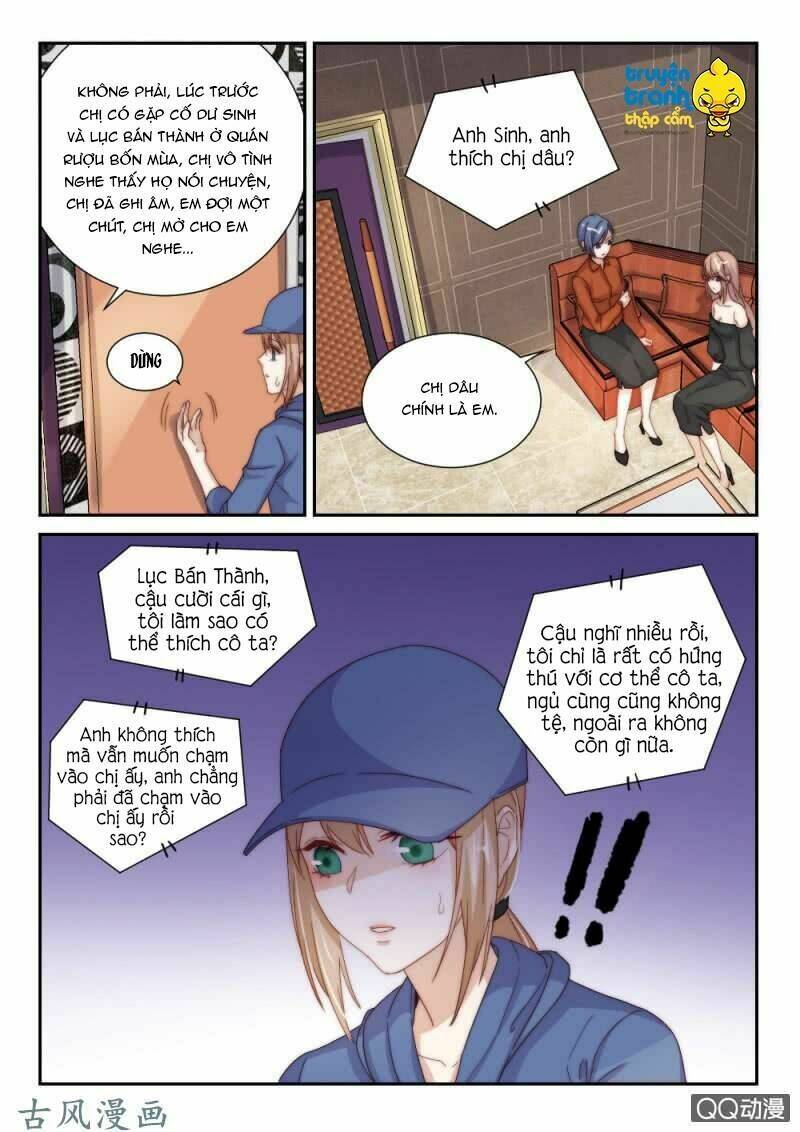 KHÔNG PHẢI, LÚC TRƯỚC
CHỊ CÓ GẶP CỐ DƯ SINH
VÀ LỤC BÁN THÀNH Ở QUÁN
RƯỢU BỐN MÙA, CHỊ VÔ TÌNH
NGHE THẤY HỌ NÓI CHUYỆN,
CHỊ ĐÃ GHI ÂM, EM ĐỢI MỘT
CHÚT, CHỊ MỞ CHO EM
NGHE...
DỪNG
truyện
tranh
thập cẩm
Anh Sinh, anh
thích chị dâu?
CHỊ DÂU
CHÍNH LÀ EM.
Lục Bán Thành,
cậu cười cái gì,
tôi làm sao có
thể thích cô ta?
Cậu nghĩ nhiều rồi,
tôi chỉ là rất có hứng
thú với cơ thể cô ta,
ngủ cùng cũng không
tệ, ngoài ra không
còn gì nữa.
Anh không thích
mà vẫn muốn chạm
vào chị ấy, anh chẳng
phải đã chạm vào
chị ấy rồi
sao?
!!
古风漫画
QQ动漫